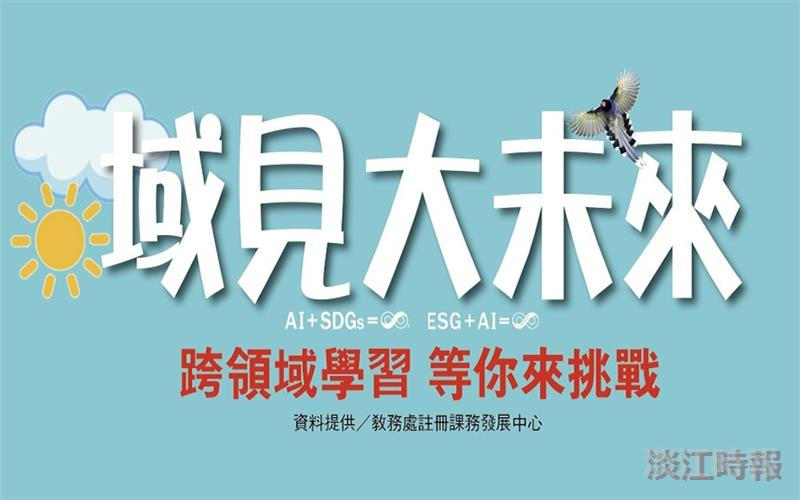 域見大未來
AI+SDGs=∞ ESG+AI=∞
跨領域學習 等你來挑戰
資料提供／教務處註冊課務發展中心
淡江時報